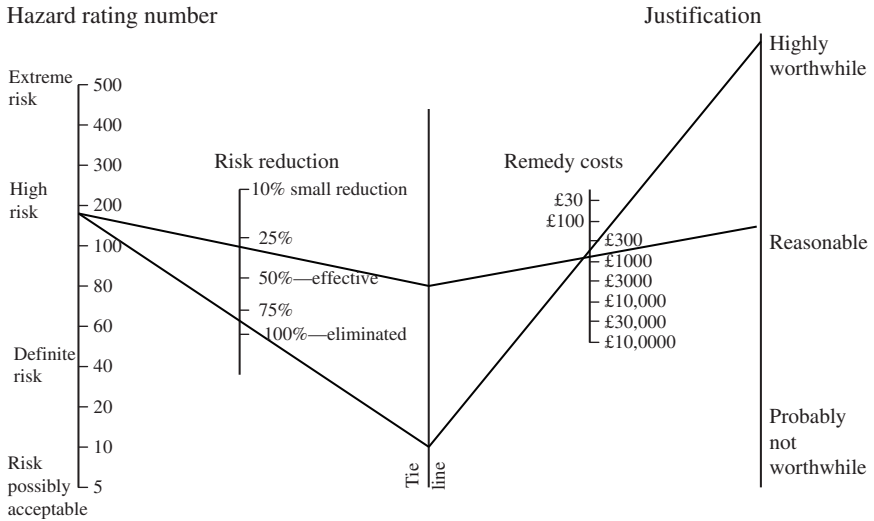 Hazard rating number
Justification
Extreme
risk
High
risk
Definite
risk
Risk
possibly
acceptable
500
400
300
200
100
80
60
40
20
10
5
Risk reduction
10% small reduction
25%
50%—effective
75%
100%—eliminated
Tie
line
Remedy costs
£30
£100
£300
£1000
£3000
£10,000
£30,000
£10,0000
Highly
worthwhile
Reasonable
Probably
not
worthwhile